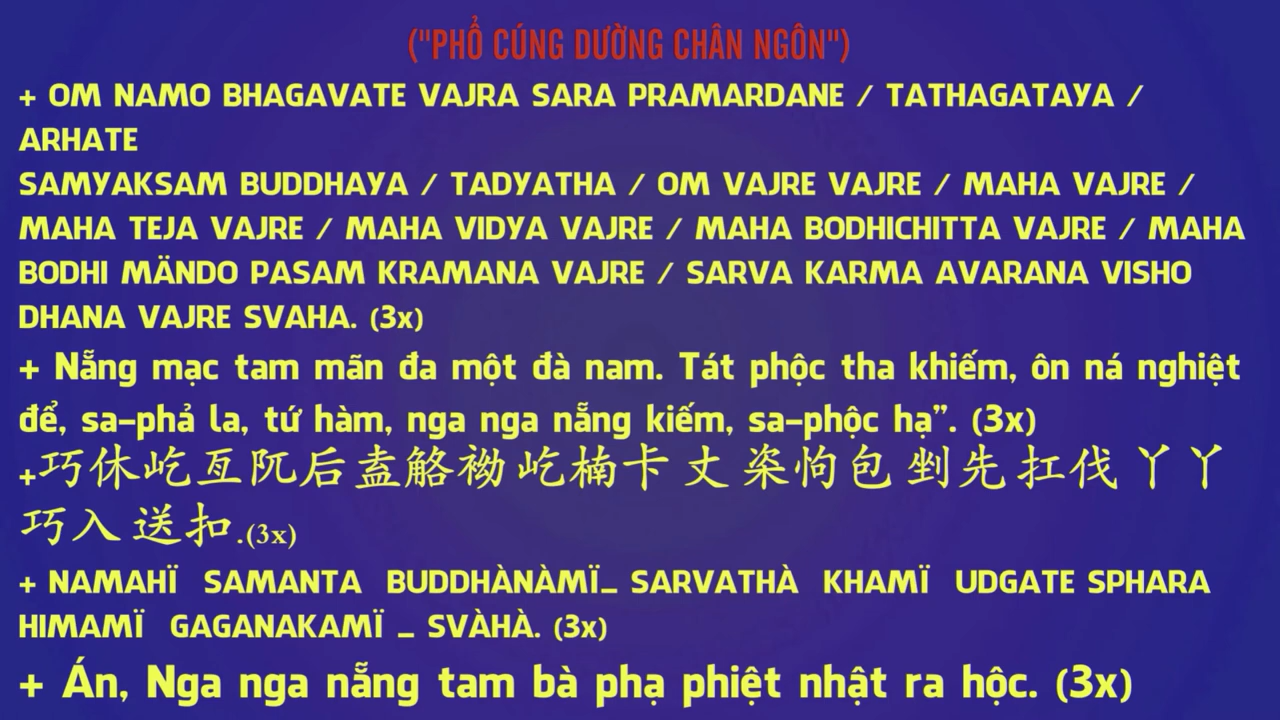 ("PHỔ CÚNG DƯỜNG CHÂN NGÔN")
+ OM NAMO BHAGAVATE VAJRA SARA PRAMARDANE / TATHAGATAYA /
ARHATE
SAMYAKSAM BUDDHAYA / TADYATHA / OM VAJRE VAJRE / MAHA VAJRE /
MAHA TEJA VAJRE / MAHA VIDYA VAJRE / MAHA BODHICHITTA VAJRE / MAHA
BODHI MÄNDO PASAM KRAMANA VAJRE / SARVA KARMA AVARANA VISHO
DHANA VAJRE SVAHA. (3x)
+ Nẵng mạc tam mãn đa một đà nam. Tát phộc tha khiếm, ôn ná nghiệt
để, sa-phả la, tứ hàm, nga nga nẵng kiếm, sa-phộc hạ”. (3x)
+巧休屹亙阢后盍觡袎屹楠卡丈栥怐包剉先扛伐丫丫
巧入送扣.(3x)
+ NAMAHÏ SAMANTA BUDDHÀNÀMÏ_ SARVATHÀ KHAMÏ UDGATE SPHARA
HIMAMÏ GAGANAKAMÏ _ SVÀHÀ. (3x)
+ Án, Nga nga nẵng tam bà phạ phiệt nhật ra hộc. (3x)